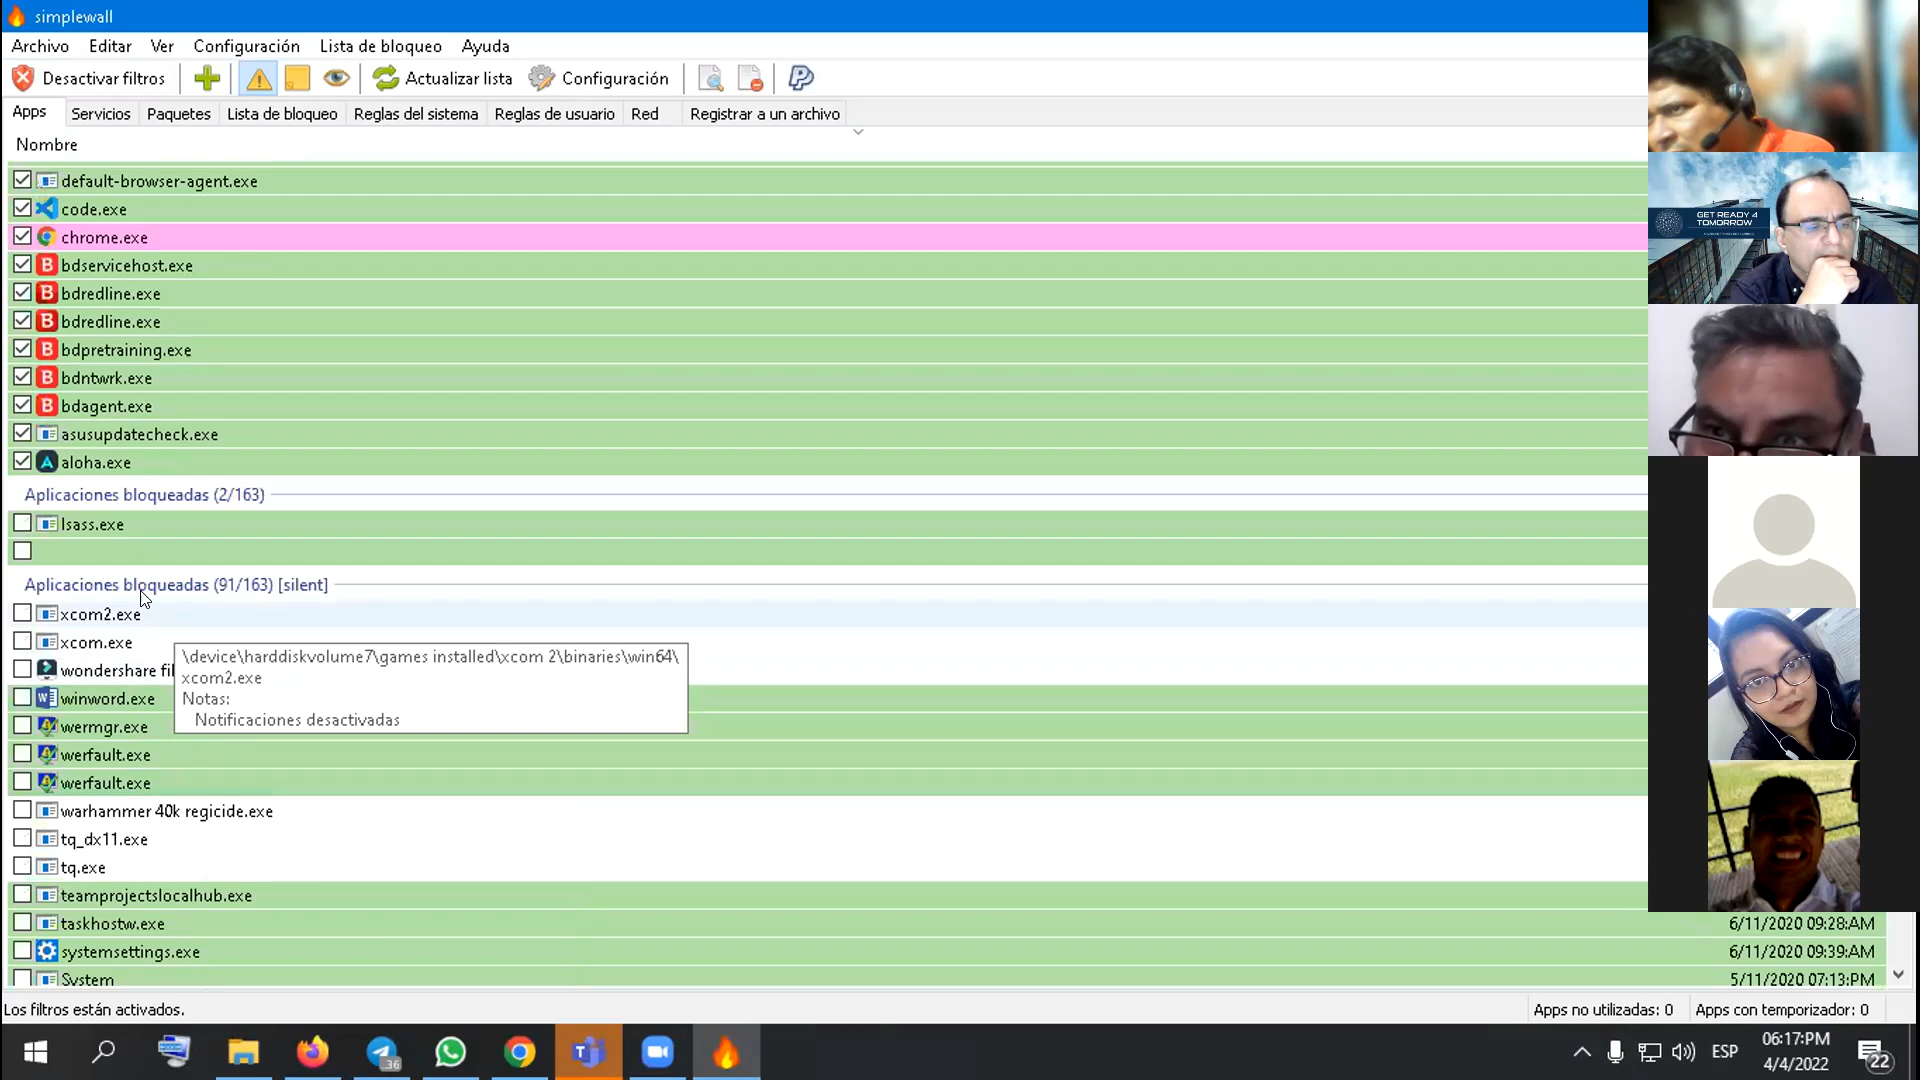 simplewall
Archivo Editar Ver Configuración Lista de bloqueo Ayuda
Desactivar filtros Actualizar lista Configuración
Apps Servicios Paquetes Lista de bloqueo Reglas del sistema Reglas de usuario Red Registrar a un archivo
Nombre
default-browser-agent.exe
code.exe
chrome.exe
bdservicehost.exe
bdredline.exe
bdredline.exe
bdpretraining.exe
bdntwrk.exe
bdagent.exe
asusupdatecheck.exe
aloha.exe
Aplicaciones bloqueadas (2/163)
lsass.exe
Aplicaciones bloqueadas (91/163) [silent]
xcom2.exe
xcom.exe
wondershare fil
\device\harddiskvolume7\games installed\xcom 2\binaries\win64\
xcom2.exe
Notas:
Notificaciones desactivadas
winword.exe
wermgr.exe
werfault.exe
werfault.exe
warhammer 40k regicide.exe
tq_dx11.exe
tq.exe
teamprojectslocalhub.exe
taskhostw.exe 6/11/2020 09:28:AM
systemsettings.exe 6/11/2020 09:39:AM
System 5/11/2020 07:13:PM
Los filtros están activados. Apps no utilizadas: 0 Apps con temporizador: 0
GET READY 4
TOMORROW
36
ESP
06:17:PM
4/4/2022
22